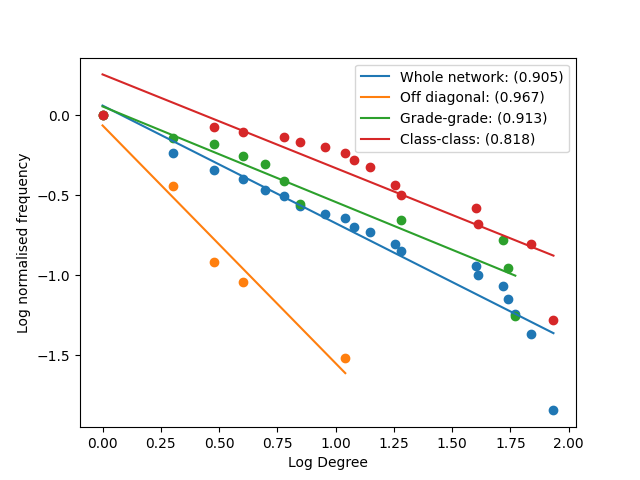 Whole network: (0.905)
Off diagonal: (0.967)
Grade-grade: (0.913)
Class-class: (0.818)
Log normalised frequency
0.0
−0.5
−1.0
−1.5
0.00 0.25 0.50 0.75 1.00 1.25 1.50 1.75 2.00
Log Degree